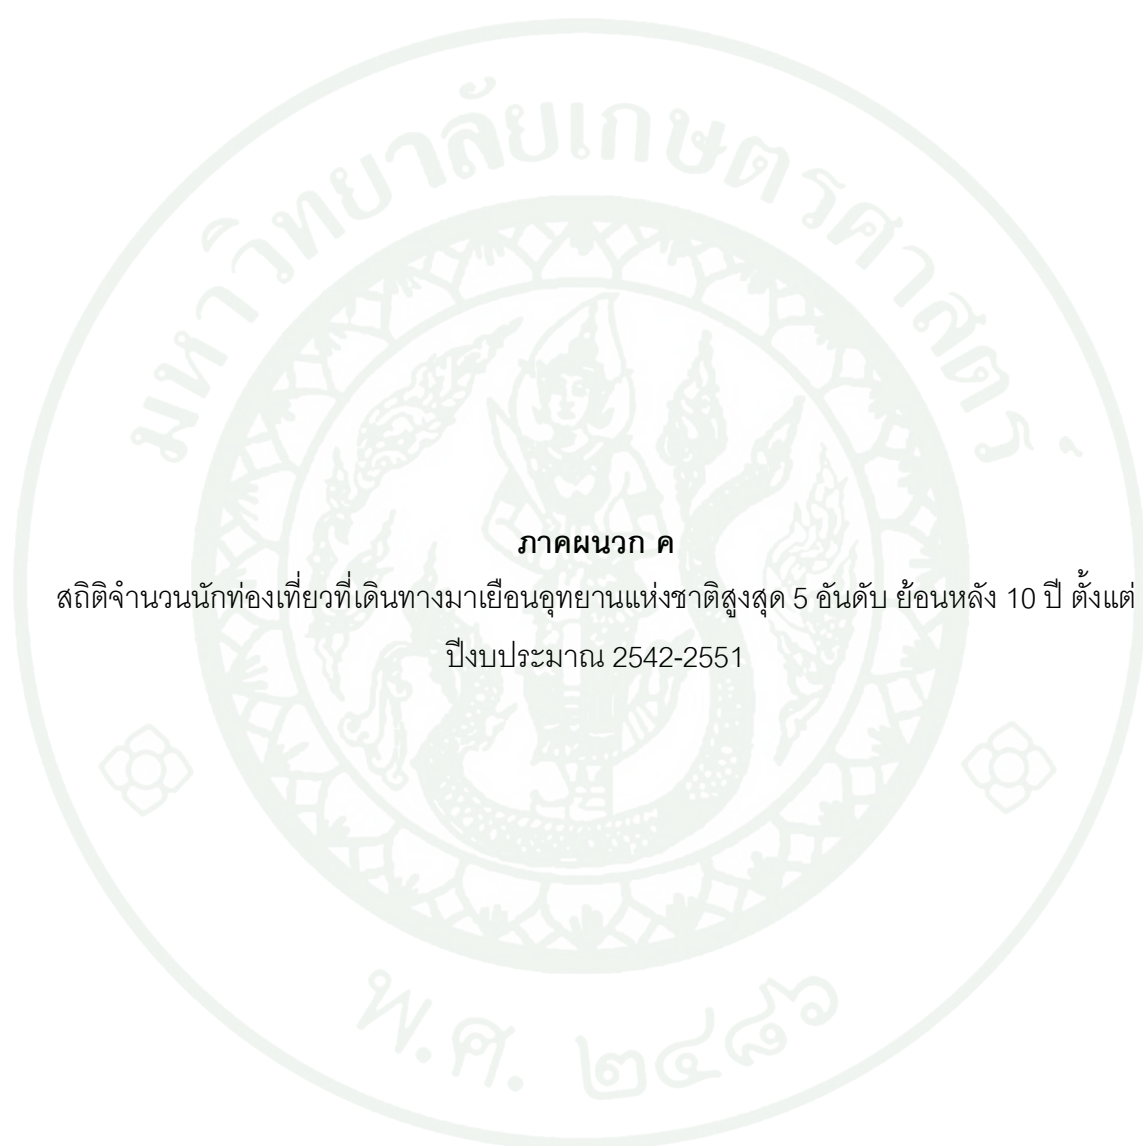 มหาวิทยาลัยเกษตรศาสตร์
ภาคผนวก ค
สถิติจำนวนนักท่องเที่ยวที่เดินทางมาเยือนอุทยานแห่งชาติสูงสุด 5 อันดับ ย้อนหลัง 10 ปี ตั้งแต่
ปีงบประมาณ 2542-2551
พ.ศ. ๒๔๘๖